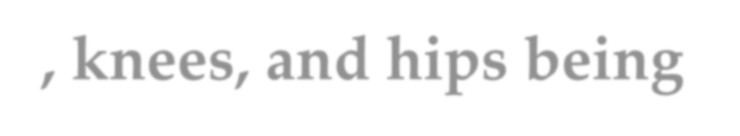 , knees, and hips being